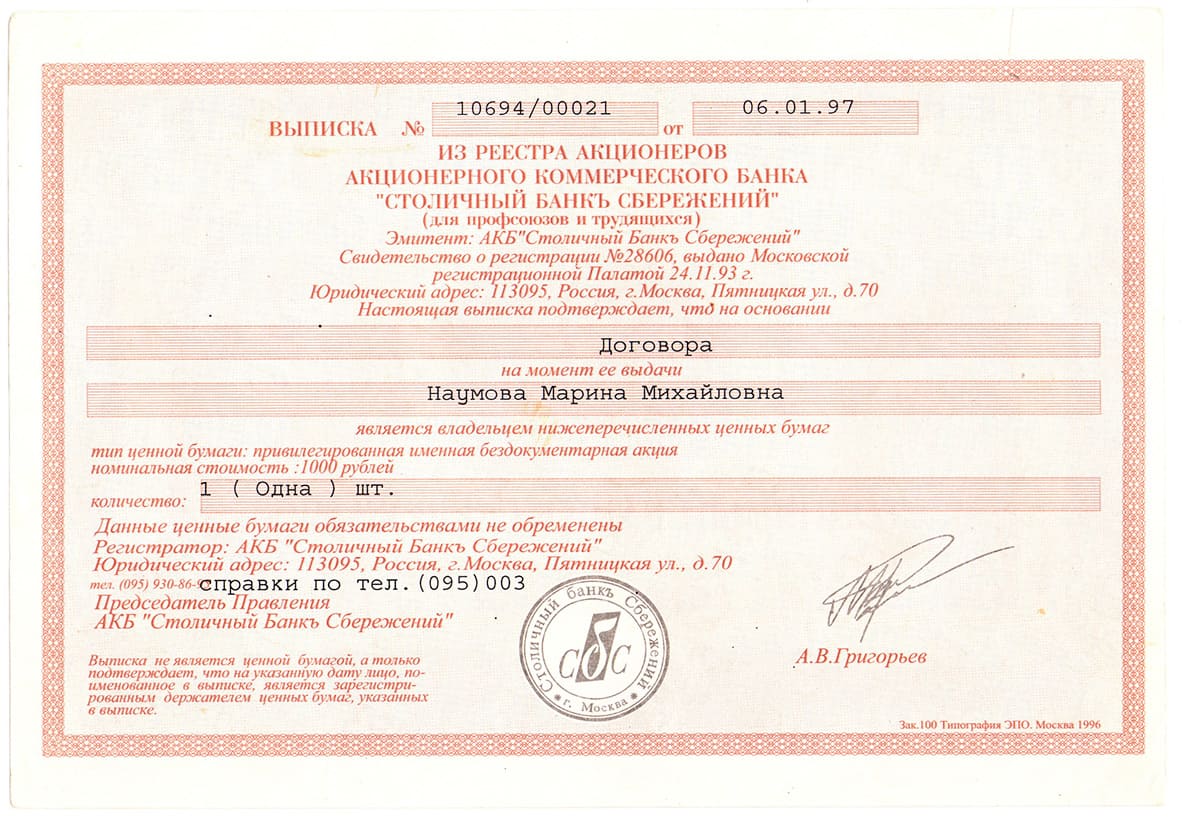 ВЫПИСКА № 10694/00021 от 06.01.97
ИЗ РЕЕСТРА АКЦИОНЕРОВ
АКЦИОНЕРНОГО КОММЕРЧЕСКОГО БАНКА
"СТОЛИЧНЫЙ БАНКЪ СБЕРЕЖЕНИЙ"
(для профсоюзов и трудящихся)
Эмитент: АКБ"Столичный Банкъ Сбережений"
Свидетельство о регистрации №28606, выдано Московской
регистрационной Палатой 24.11.93 г.
Юридический адрес: 113095, Россия, г.Москва, Пятницкая ул., д.70
Настоящая выписка подтверждает, что на основании
Договора
на момент ее выдачи
Наумова Марина Михайловна
является владельцем нижеперечисленных ценных бумаг
тип ценной бумаги: привилегированная именная бездокументарная акция
номинальная стоимость :1000 рублей
количество: 1 ( Одна ) шт.
Данные ценные бумаги обязательствами не обременены
Регистратор: АКБ "Столичный Банкъ Сбережений"
Юридический адрес: 113095, Россия, г.Москва, Пятницкая ул., д.70
тел. (095) 930-86- справки по тел.(095)003
Председатель Правления
АКБ "Столичный Банкъ Сбережений"
Столичный банкъ Сбережений
СбС
г. Москва
А.В.Григорьев
Выписка не является ценной бумагой, а только
подтверждает, что на указанную дату лицо, по-
именованное в выписке, является зарегистри-
рованным держателем ценных бумаг, указанных
в выписке.
Зак.100 Типография ЭПО. Москва 1996